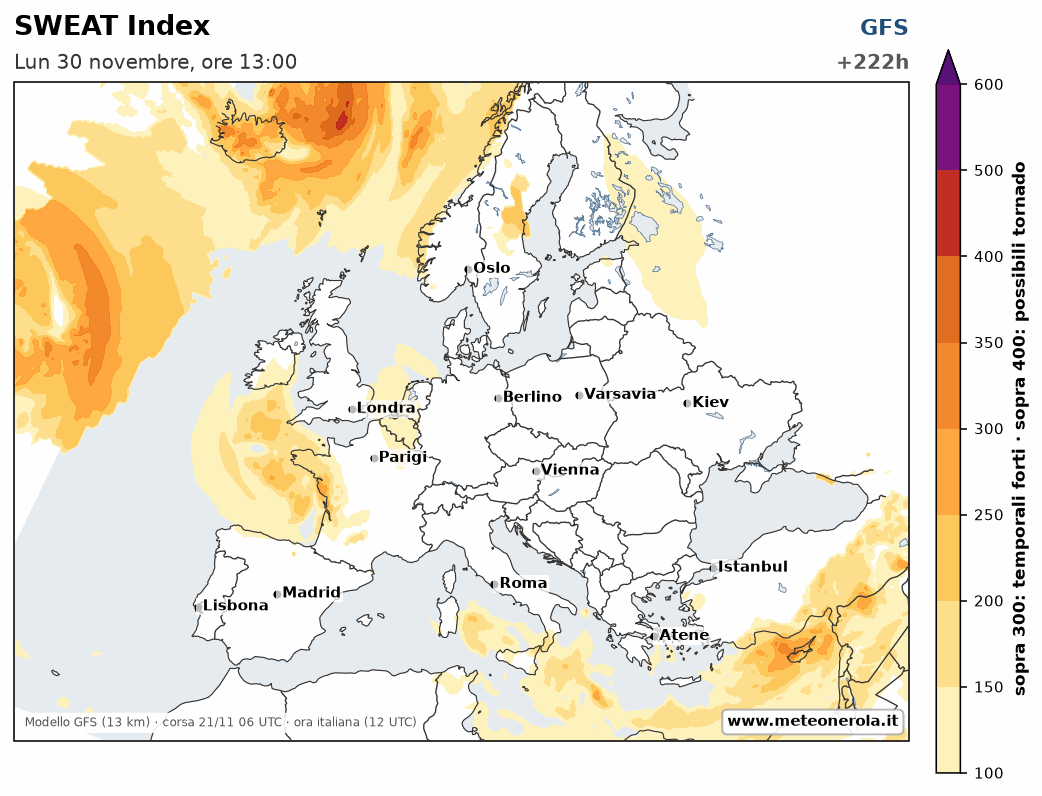 SWEAT Index
GFS
Lun 30 novembre, ore 13:00
+222h
600
500
400
350
300
250
200
150
100
sopra 300: temporali forti · sopra 400: possibili tornado
Oslo
Londra
Berlino
Varsavia
Kiev
Parigi
Vienna
Istanbul
Roma
Madrid
Lisbona
Atene
Modello GFS (13 km) · corsa 21/11 06 UTC · ora italiana (12 UTC)
www.meteonerola.it